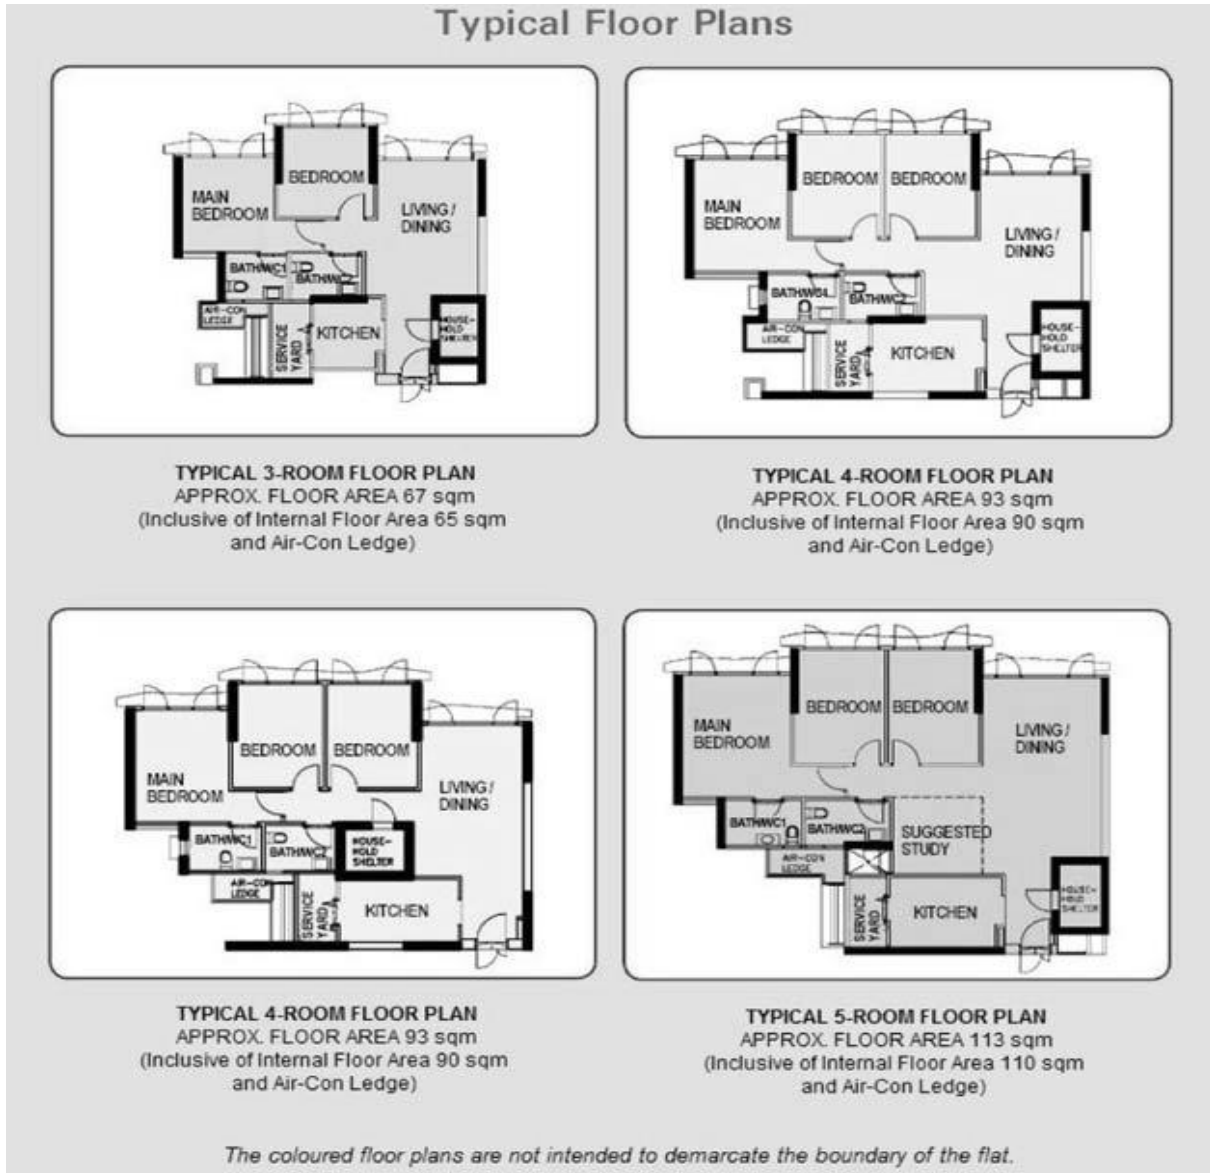 Typical Floor Plans
BEDROOM
MAIN
BEDROOM
LIVING /
DINING
BATH/WC1
BATH/WC2
AIR-CON
LEDGE
SERVICE
YARD
KITCHEN
HOUSE-
HOLD
SHELTER
TYPICAL 3-ROOM FLOOR PLAN
APPROX. FLOOR AREA 67 sqm
(Inclusive of Internal Floor Area 65 sqm
and Air-Con Ledge)
BEDROOM BEDROOM
MAIN
BEDROOM
LIVING /
DINING
BATH/WC1
BATH/WC2
AIR-CON
LEDGE
SERVICE
YARD
KITCHEN
HOUSE-
HOLD
SHELTER
TYPICAL 4-ROOM FLOOR PLAN
APPROX. FLOOR AREA 93 sqm
(Inclusive of Internal Floor Area 90 sqm
and Air-Con Ledge)
BEDROOM BEDROOM
MAIN
BEDROOM
LIVING /
DINING
BATH/WC1
BATH/WC2
HOUSE-
HOLD
SHELTER
AIR-CON
LEDGE
SERVICE
YARD
KITCHEN
TYPICAL 4-ROOM FLOOR PLAN
APPROX. FLOOR AREA 93 sqm
(Inclusive of Internal Floor Area 90 sqm
and Air-Con Ledge)
BEDROOM BEDROOM
MAIN
BEDROOM
LIVING /
DINING
BATH/WC1
BATH/WC2
SUGGESTED
STUDY
AIR-CON
LEDGE
SERVICE
YARD
KITCHEN
HOUSE-
HOLD
SHELTER
TYPICAL 5-ROOM FLOOR PLAN
APPROX. FLOOR AREA 113 sqm
(Inclusive of Internal Floor Area 110 sqm
and Air-Con Ledge)
The coloured floor plans are not intended to demarcate the boundary of the flat.